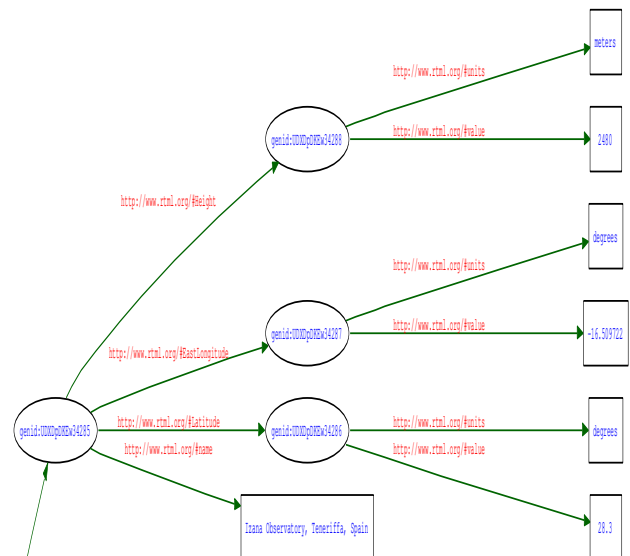 meters
http://www.rtml.org/#units
http://www.rtml.org/#value
2480
genid:UDXDpDKEw34288
http://www.rtml.org/#Height
degrees
http://www.rtml.org/#units
http://www.rtml.org/#value
-16.509722
genid:UDXDpDKEw34287
http://www.rtml.org/#EastLongitude
http://www.rtml.org/#Latitude
http://www.rtml.org/#units
degrees
genid:UDXDpDKEw34285
genid:UDXDpDKEw34286
http://www.rtml.org/#name
http://www.rtml.org/#value
Izana Observatory, Teneriffa, Spain
28.3